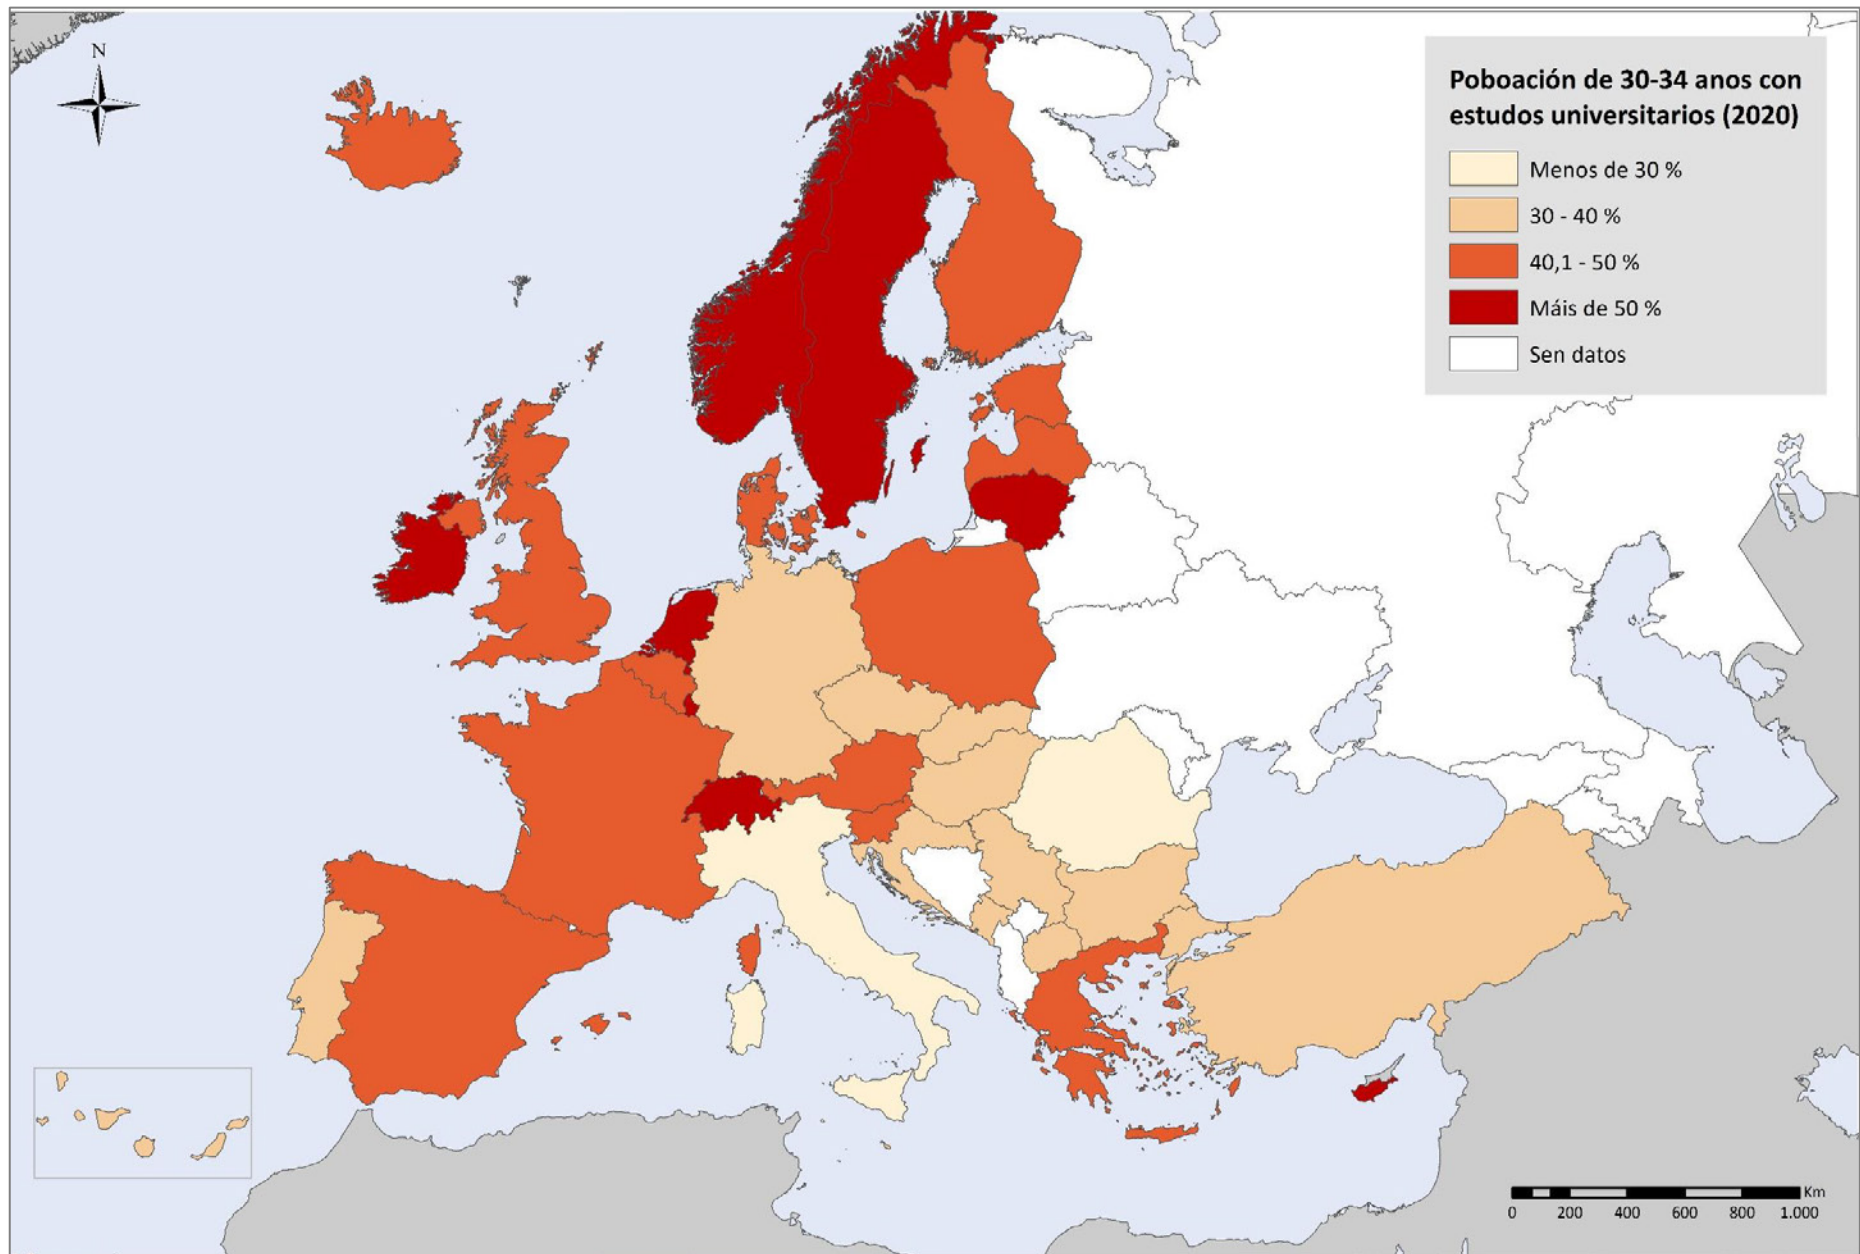 N
Poboación de 30-34 anos con
estudos universitarios (2020)
Menos de 30 %
30 - 40 %
40,1 - 50 %
Máis de 50 %
Sen datos
Km
0 200 400 600 800 1.000